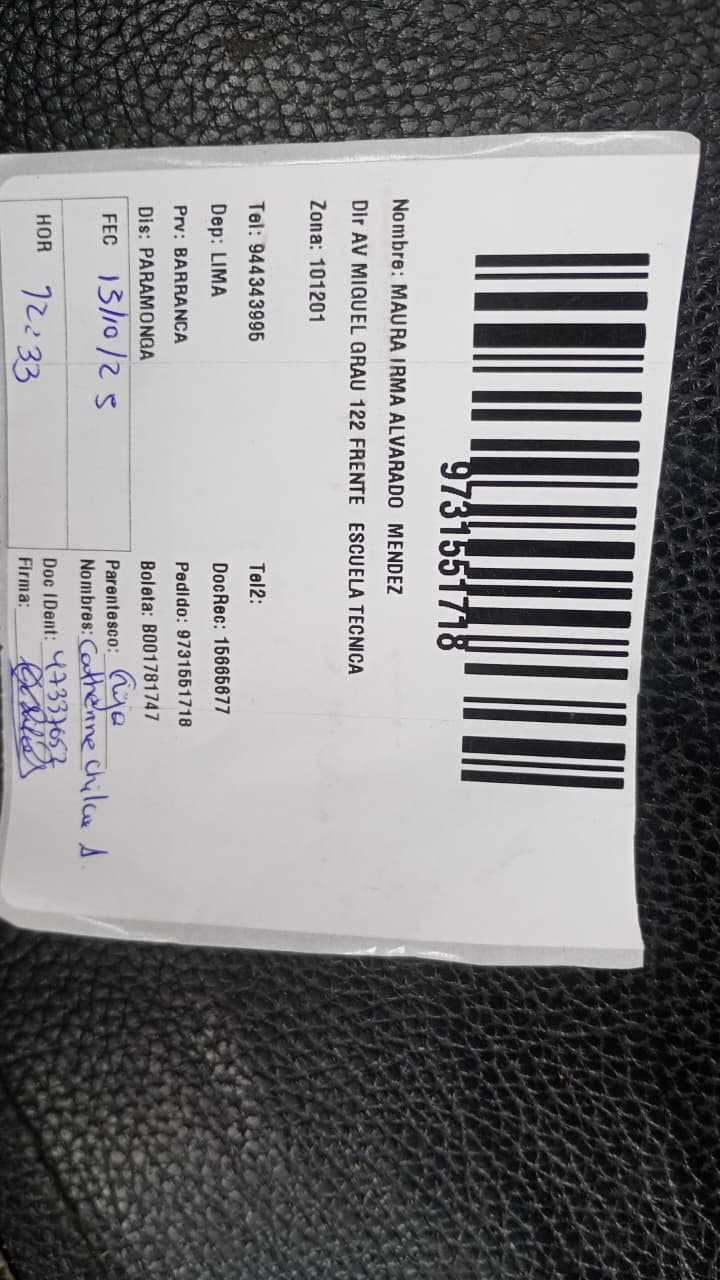 9731551718
Nombre: MAURA IRMA ALVARADO MENDEZ
Dir AV MIGUEL GRAU 122 FRENTE ESCUELA TECNICA
Zona: 101201
Tel: 944343995 Tel2:
Dep: LIMA DocRec: 15665677
Prv: BARRANCA Pedido: 9731551718
Dis: PARAMONGA Boleta: B001781747
FEC 13/10/25 Parentesco: Hija
Nombres: Catherine Chilca A.
HOR 12:33 Doc IDent:
Firma: